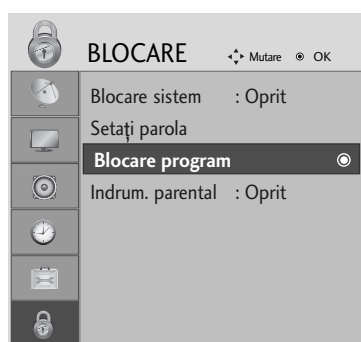 BLOCARE Mutare OK
Blocare sistem : Oprit
Setați parola
Blocare program
Indrum. parental : Oprit